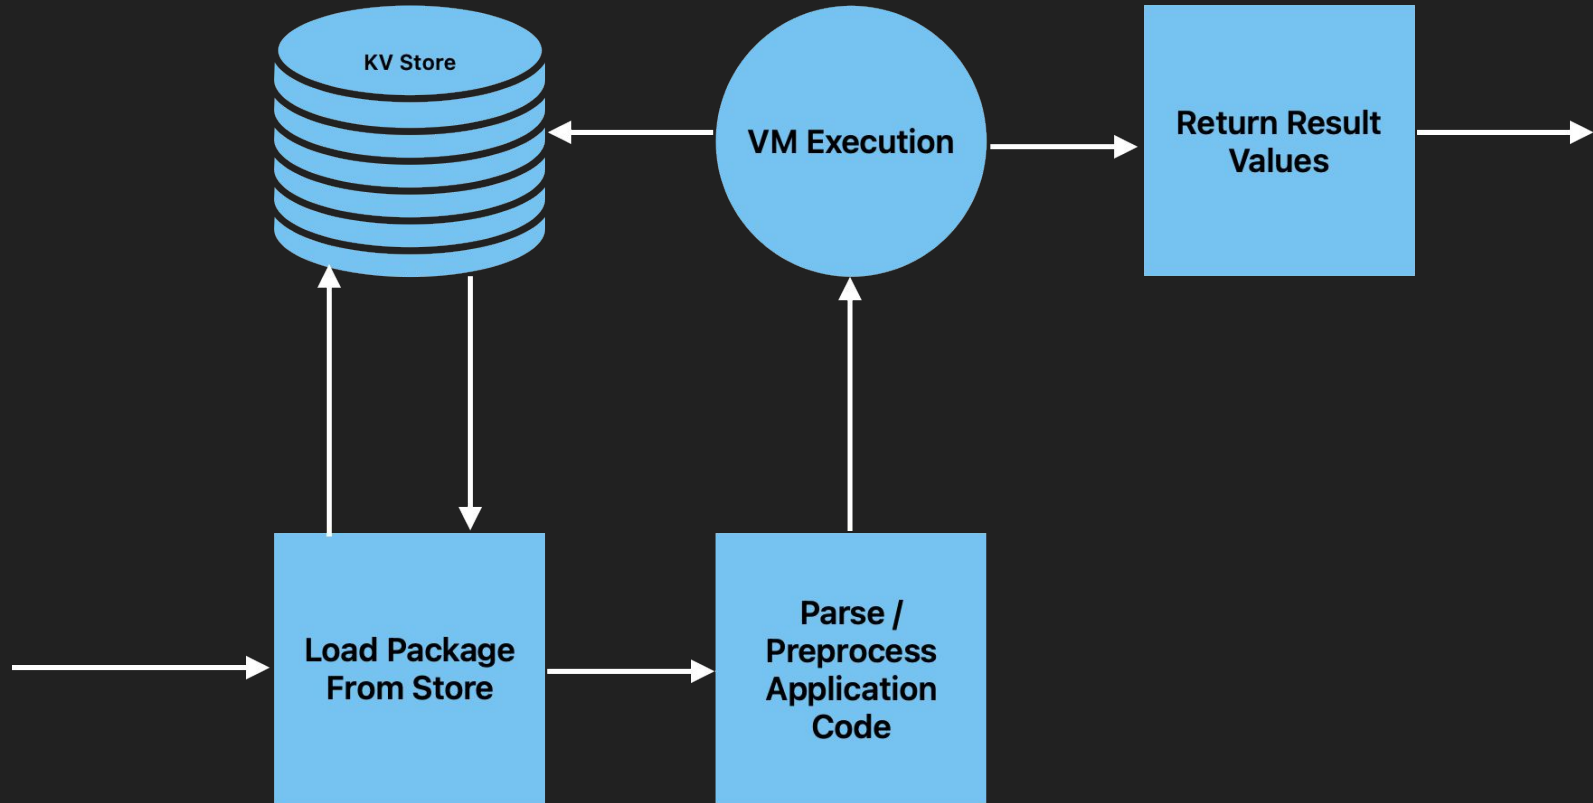 KV Store
VM Execution
Return Result
Values
Load Package
From Store
Parse /
Preprocess
Application
Code